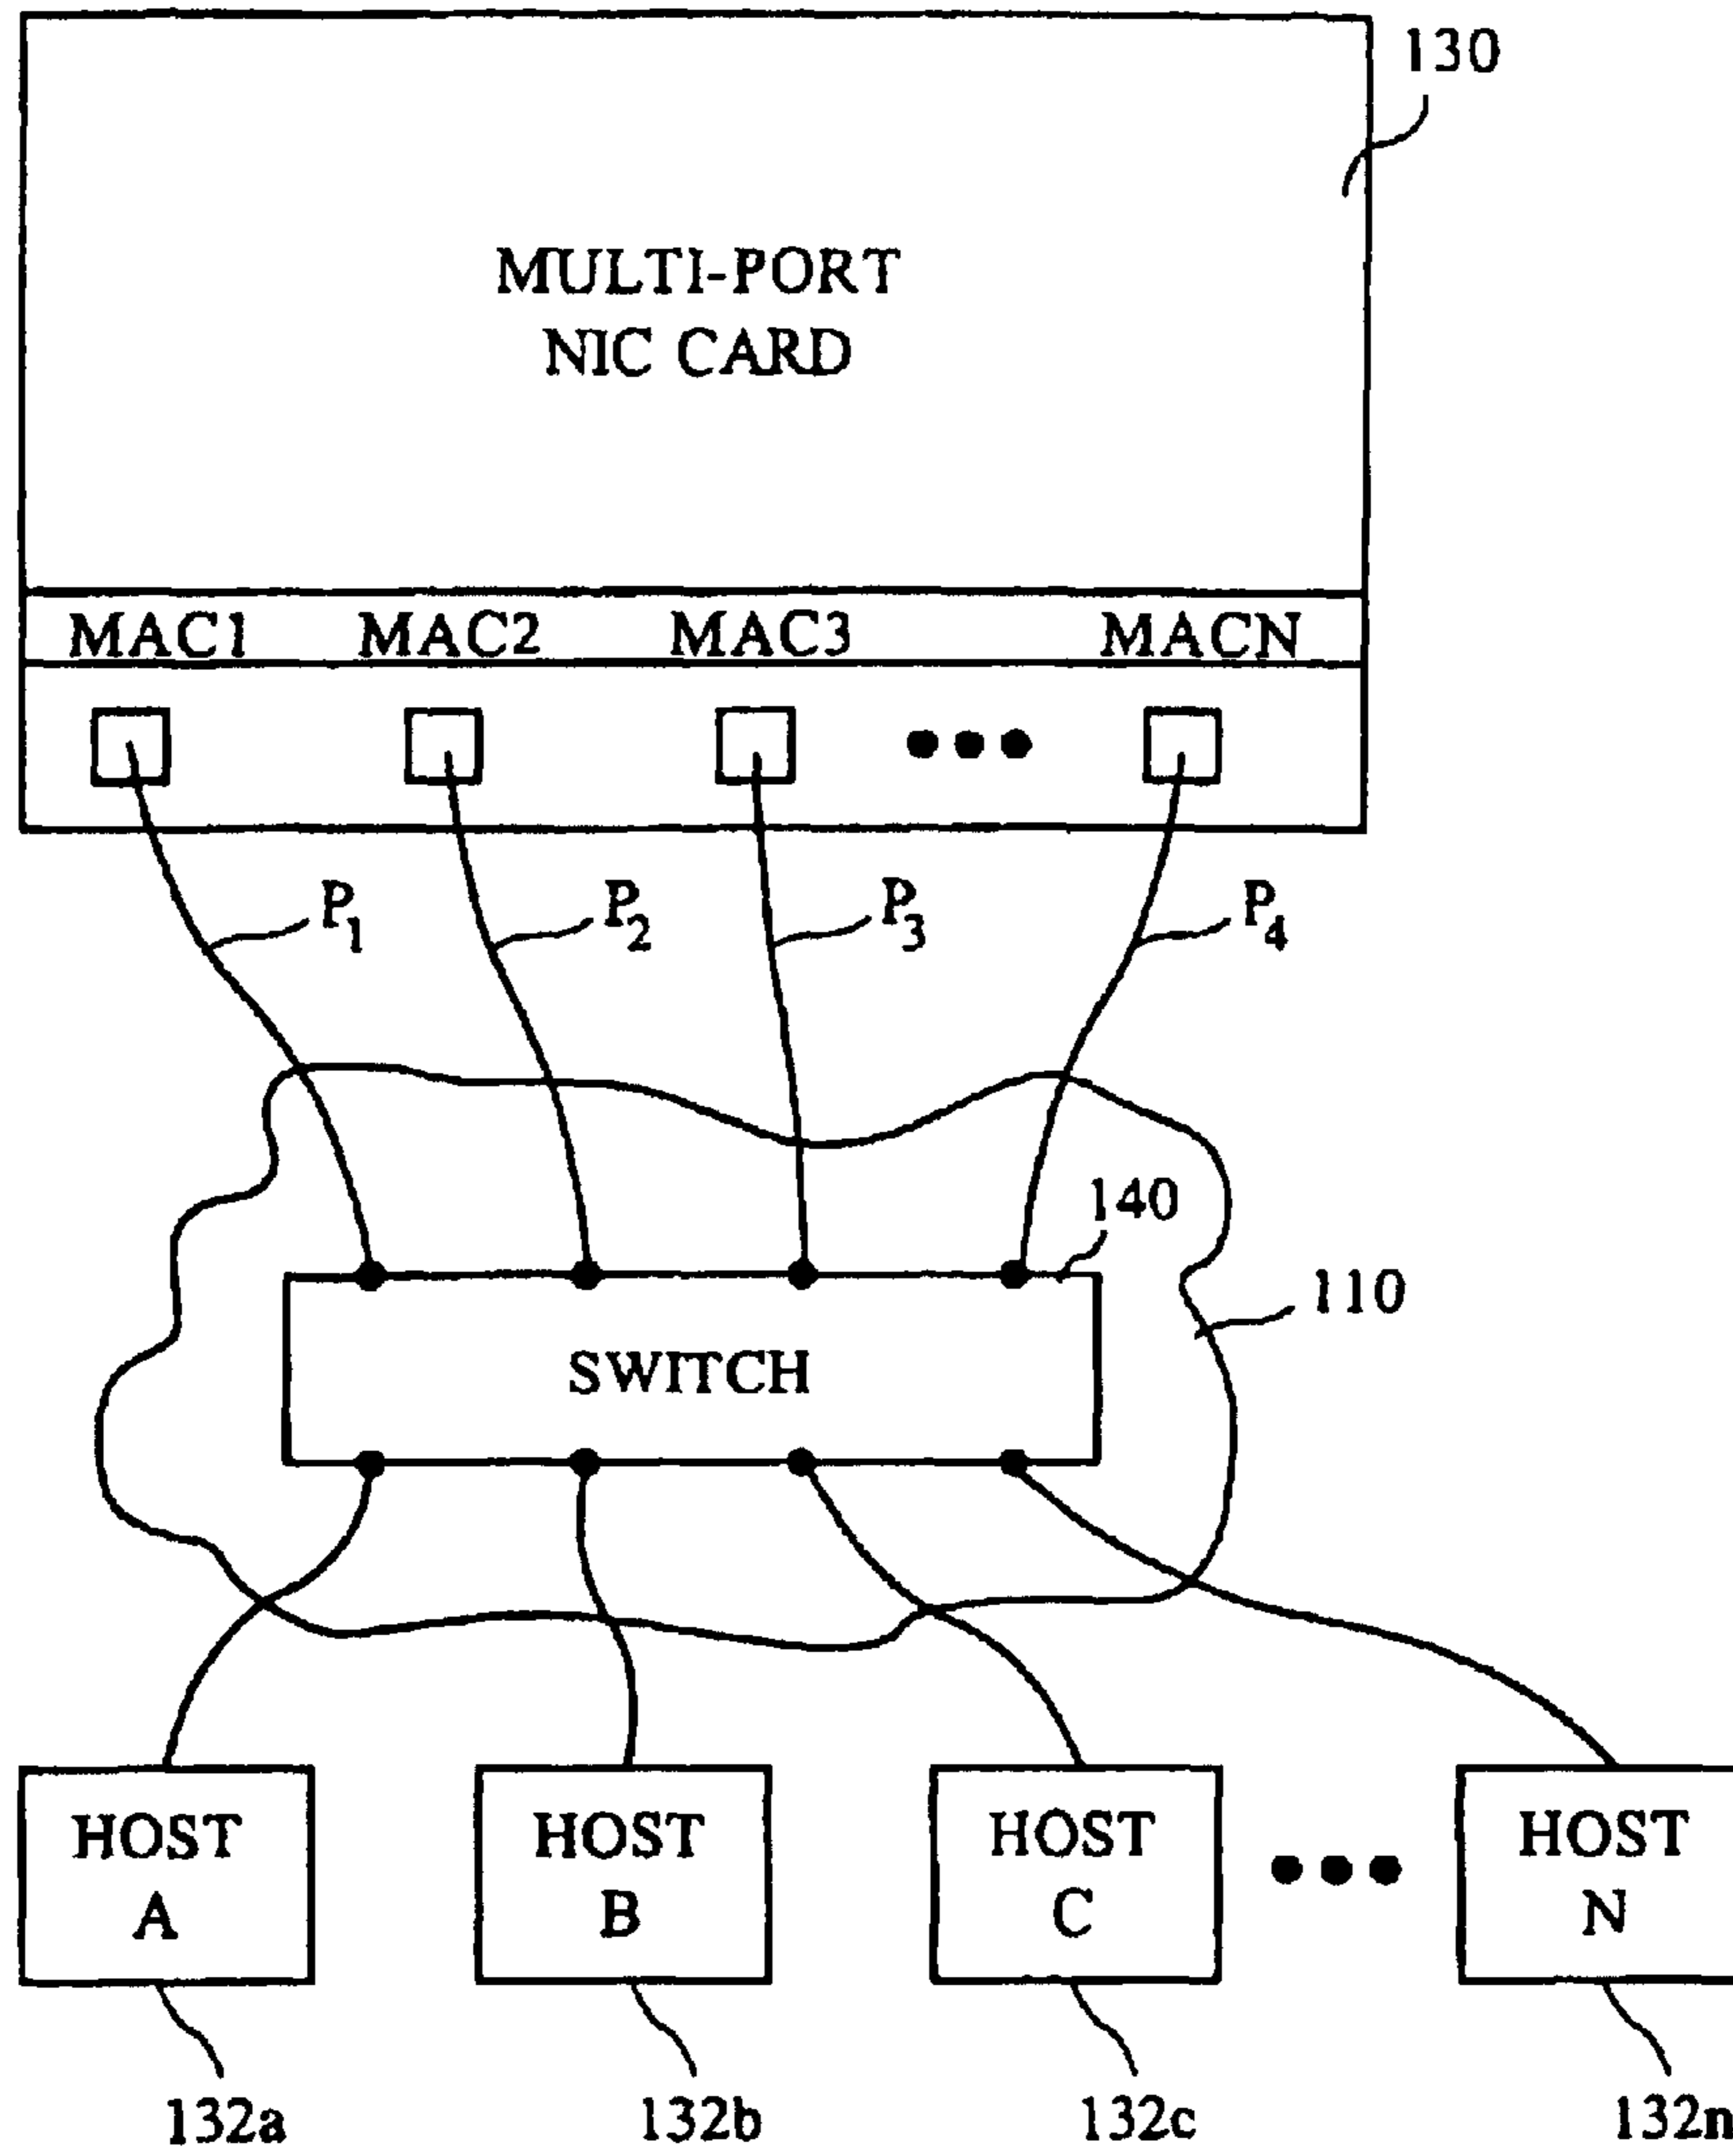 130
MULTI-PORT
NIC CARD
MAC1 MAC2 MAC3 MACN
P1 P2 P3 P4
140
110
SWITCH
HOST A
HOST B
HOST C
HOST N
132a 132b 132c 132n